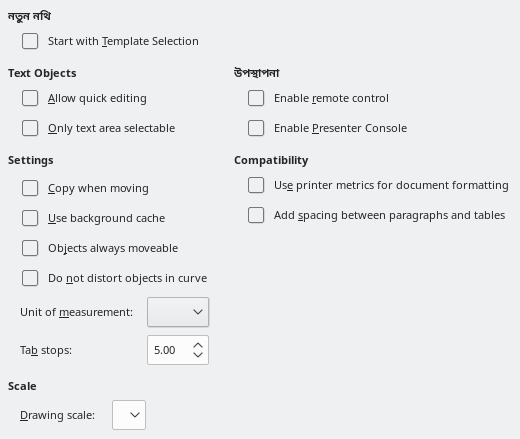 নতুন নথি
Start with Template Selection
Text Objects
Allow quick editing
Only text area selectable
Settings
Copy when moving
Use background cache
Objects always moveable
Do not distort objects in curve
Unit of measurement:
Tab stops:
5.00
Scale
Drawing scale:
উপস্থাপনা
Enable remote control
Enable Presenter Console
Compatibility
Use printer metrics for document formatting
Add spacing between paragraphs and tables